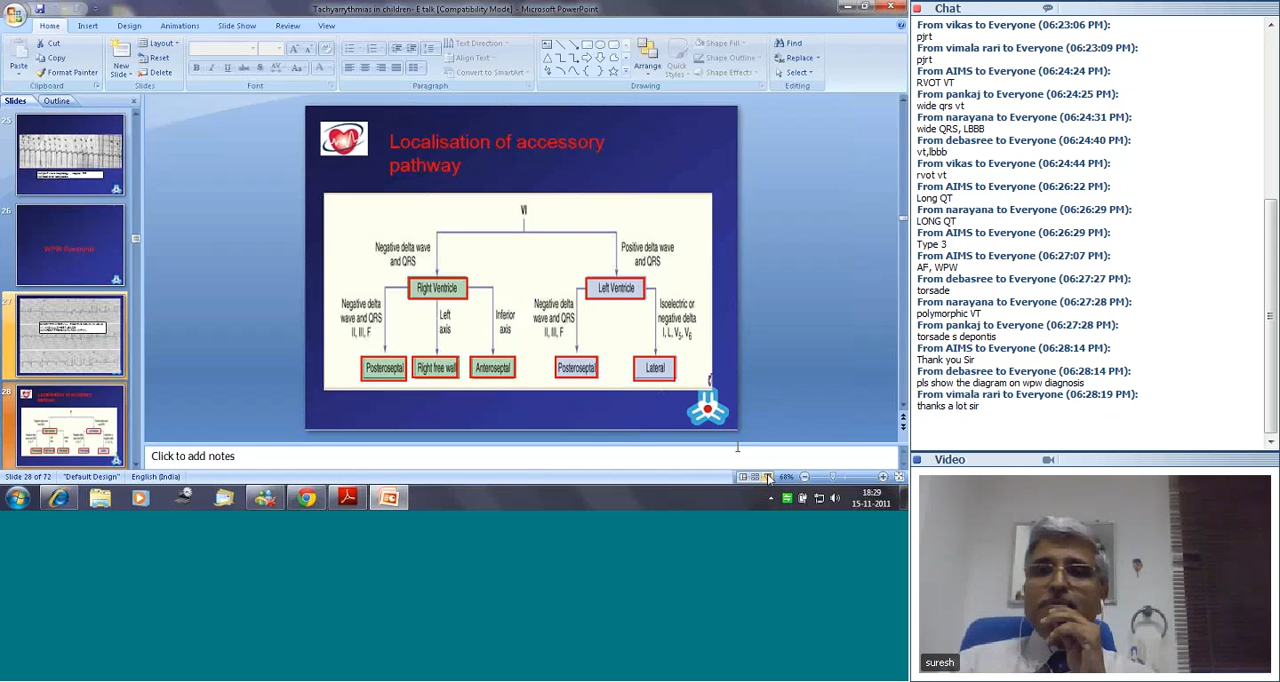 Tachyarrythmias in children- E talk [Compatibility Mode] - Microsoft PowerPoint
Home
Insert
Design
Animations
Slide Show
Review
View
Paste
Cut
Copy
Format Painter
Clipboard
New
Slide
Layout
Reset
Delete
Slides
Font
Text Direction
Align Text
Convert to SmartArt
Paragraph
Arrange
Quick
Styles
Shape Fill
Shape Outline
Shape Effects
Drawing
Find
Replace
Select
Editing
Slides
Outline
25
26
WPW Syndrome
27
28
Localisation of accessory
pathway
Localisation of accessory
pathway
VI
Negative delta wave
and QRS
Positive delta wave
and QRS
Right Ventricle
Left Ventricle
Negative delta
wave and QRS
II, III, F
Left
axis
Inferior
axis
Negative delta
wave and QRS
II, III, F
Isoelectric or
negative delta
I, L, V5, V6
Posteroseptal
Right free wall
Anteroseptal
Posteroseptal
Lateral
Click to add notes
Slide 28 of 72
"Default Design"
English (India)
68%
18:29
15-11-2011
Chat
From vikas to Everyone (06:23:06 PM):
pjrt
From vimala rari to Everyone (06:23:09 PM):
pjrt
From AIMS to Everyone (06:24:24 PM):
RVOT VT
From pankaj to Everyone (06:24:25 PM):
wide qrs vt
From narayana to Everyone (06:24:31 PM):
wide QRS, LBBB
From debasree to Everyone (06:24:40 PM):
vt,lbbb
From vikas to Everyone (06:24:44 PM):
rvot vt
From AIMS to Everyone (06:26:22 PM):
Long QT
From narayana to Everyone (06:26:29 PM):
LONG QT
From AIMS to Everyone (06:26:29 PM):
Type 3
From AIMS to Everyone (06:27:07 PM):
AF, WPW
From debasree to Everyone (06:27:27 PM):
torsade
From narayana to Everyone (06:27:28 PM):
polymorphic VT
From pankaj to Everyone (06:27:28 PM):
torsade s depontis
From AIMS to Everyone (06:28:14 PM):
Thank you Sir
From debasree to Everyone (06:28:14 PM):
pls show the diagram on wpw diagnosis
From vimala rari to Everyone (06:28:19 PM):
thanks a lot sir
Video
suresh